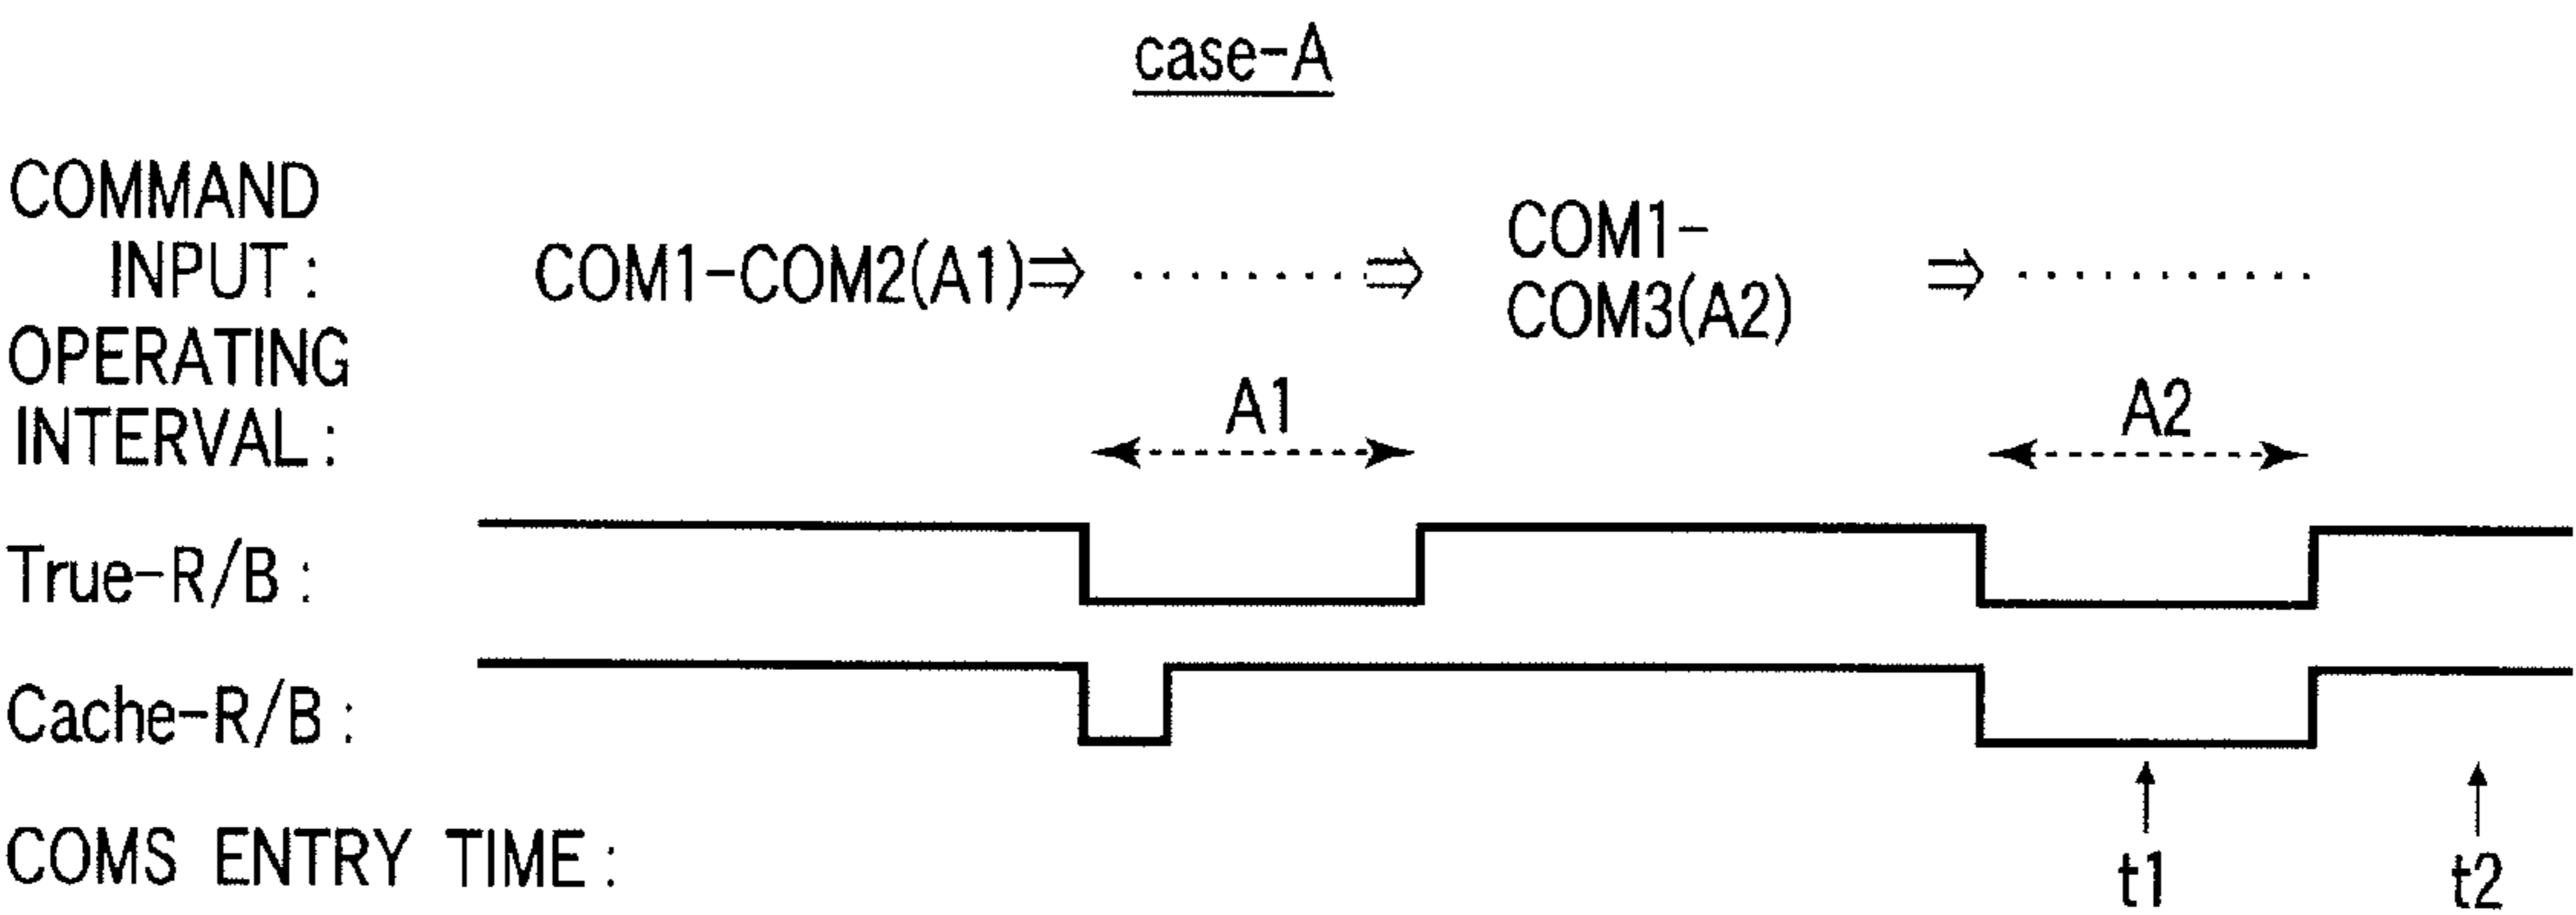 case-A
COMMAND
INPUT :
COM1-COM2(A1)⇒ ········· ⇒ COM1-
COM3(A2) ⇒ ·············
OPERATING
INTERVAL :
A1
A2
True-R/B :
Cache-R/B :
COMS ENTRY TIME :
t1
t2